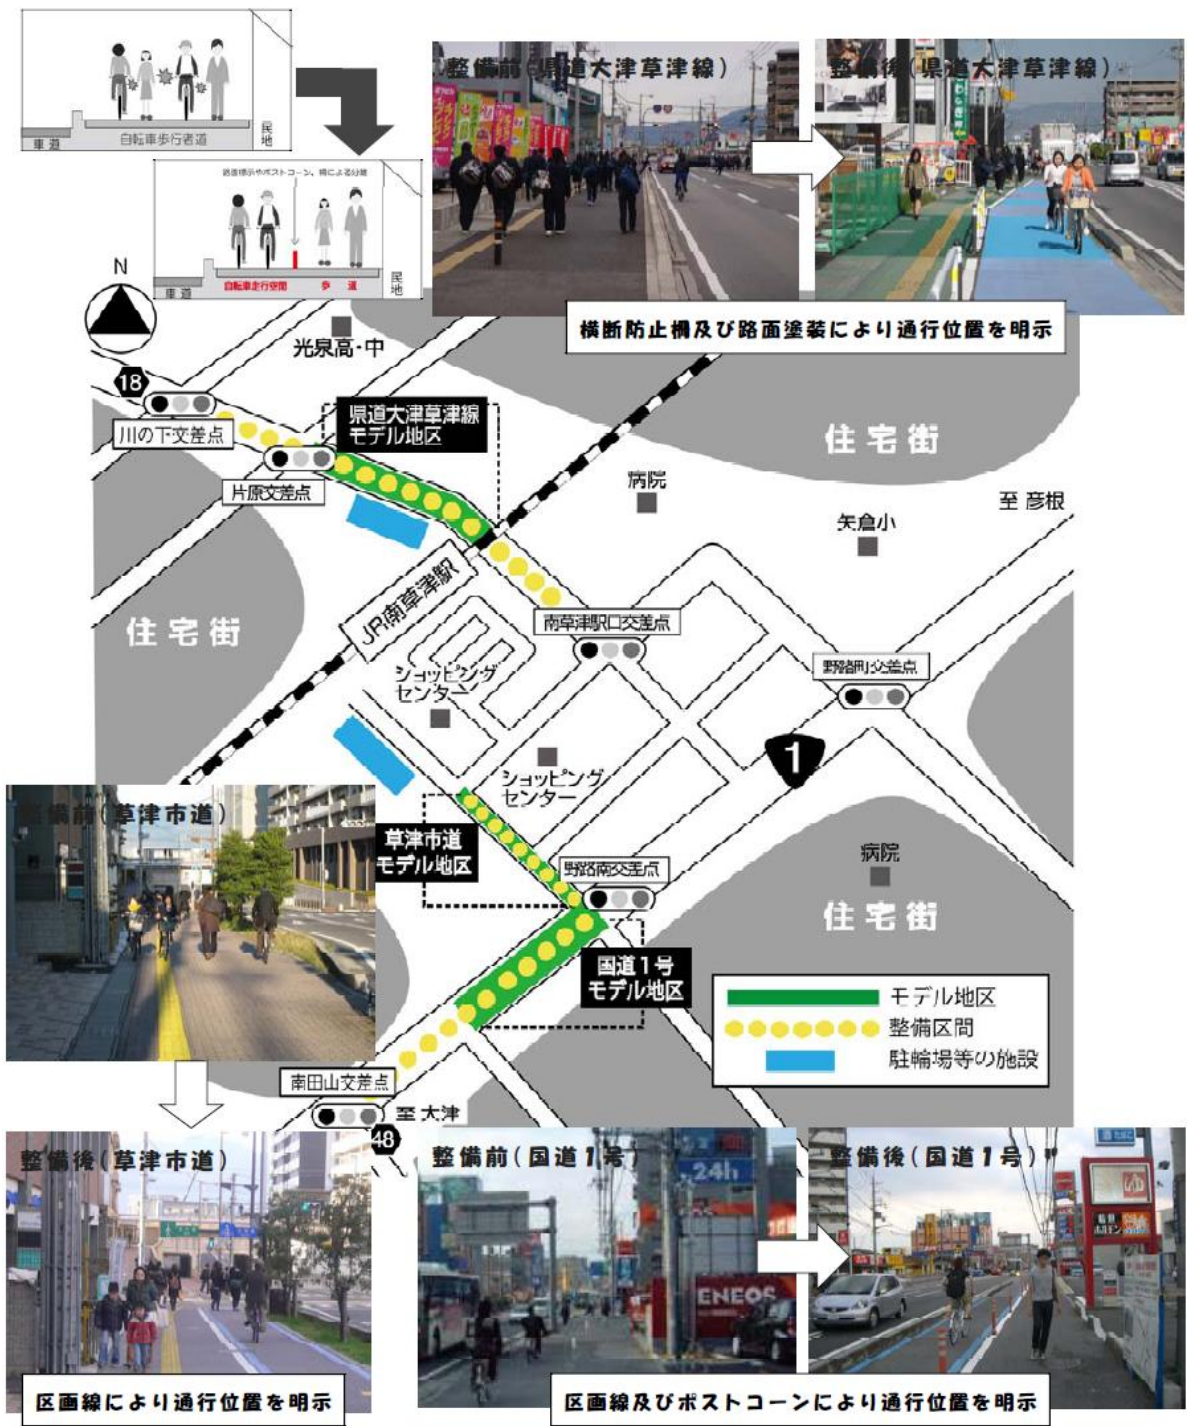 車道
自転車歩行者道
民地
路面標示やポストコーン、柵による分離
車道
自転車走行空間
歩道
民地
整備前(県道大津草津線)
整備後(県道大津草津線)
横断防止柵及び路面塗装により通行位置を明示
N
光泉高・中
18
川の下交差点
県道大津草津線
モデル地区
片原交差点
住宅街
病院
至 彦根
矢倉小
住宅街
JR南草津駅
南草津駅口交差点
野路町交差点
ショッピング
センター
1
ショッピング
センター
整備前(草津市道)
草津市道
モデル地区
野路南交差点
病院
住宅街
国道1号
モデル地区
モデル地区
整備区間
駐輪場等の施設
南田山交差点
至 大津
48
整備後(草津市道)
区画線により通行位置を明示
整備前(国道1号)
24h
ENEOS
整備後(国道1号)
ゆ
区画線及びポストコーンにより通行位置を明示